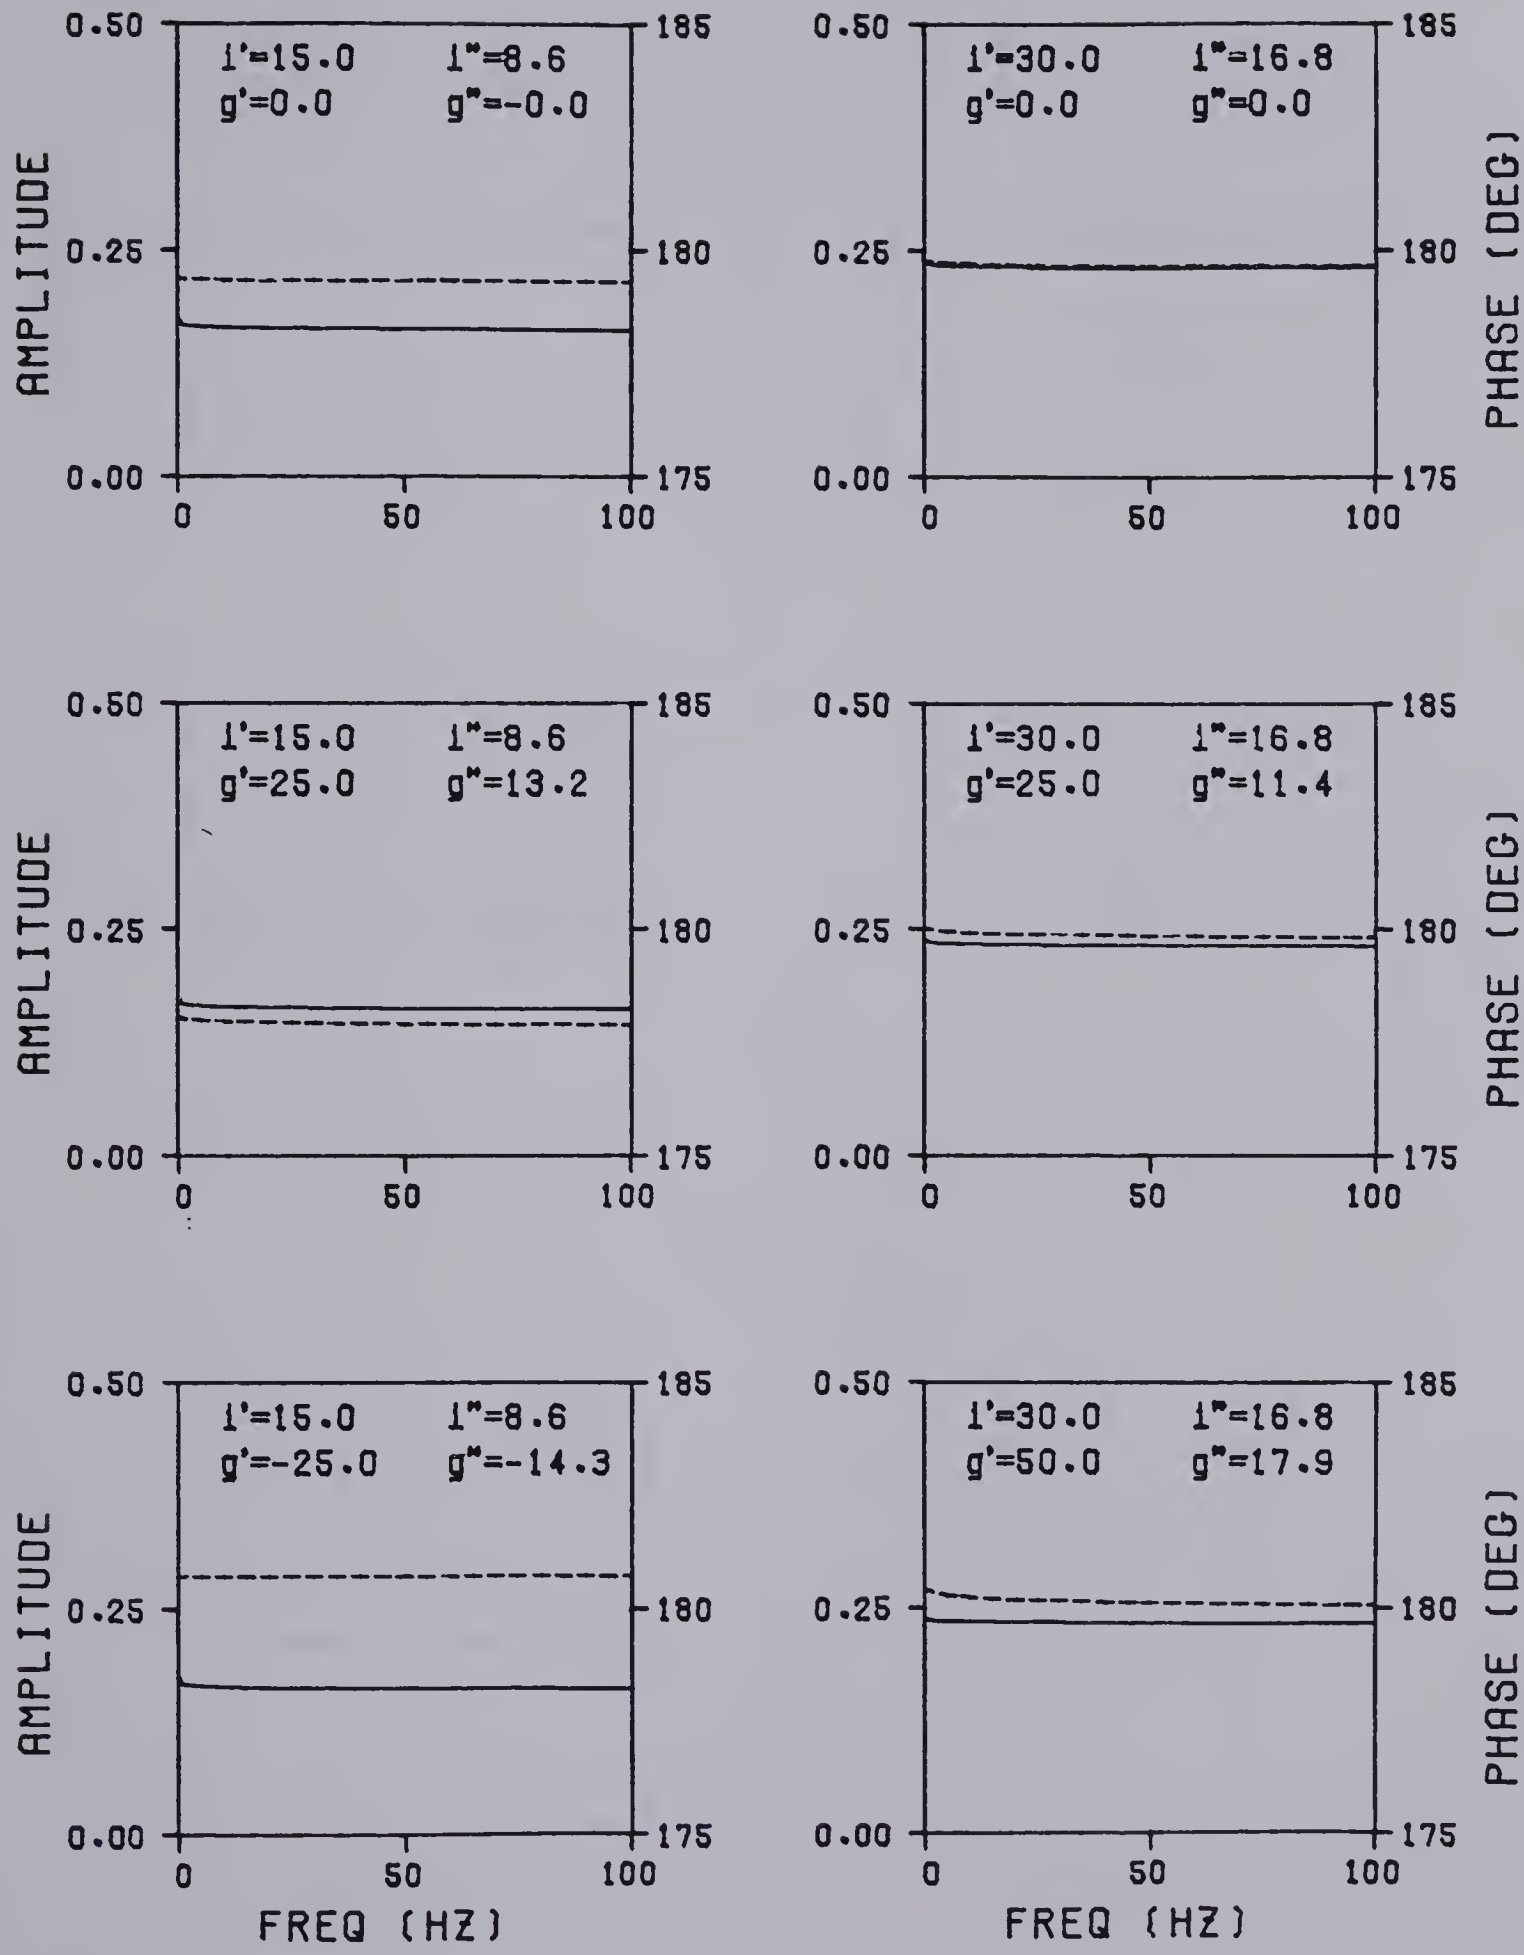 0.50 185 0.50 185
i'=15.0 i"=8.6 i'=30.0 i"=16.8
g'=0.0 g"=-0.0 g'=0.0 g"=0.0
AMPLITUDE 0.25 180 0.25 180 PHASE (DEG)
0.00 175 0.00 175
0 50 100 0 50 100
0.50 185 0.50 185
i'=15.0 i"=8.6 i'=30.0 i"=16.8
g'=25.0 g"=13.2 g'=25.0 g"=11.4
AMPLITUDE 0.25 180 0.25 180 PHASE (DEG)
0.00 175 0.00 175
0 50 100 0 50 100
0.50 185 0.50 185
i'=15.0 i"=8.6 i'=30.0 i"=16.8
g'=-25.0 g"=-14.3 g'=50.0 g"=17.9
AMPLITUDE 0.25 180 0.25 180 PHASE (DEG)
0.00 175 0.00 175
0 50 100 0 50 100
FREQ (HZ) FREQ (HZ)